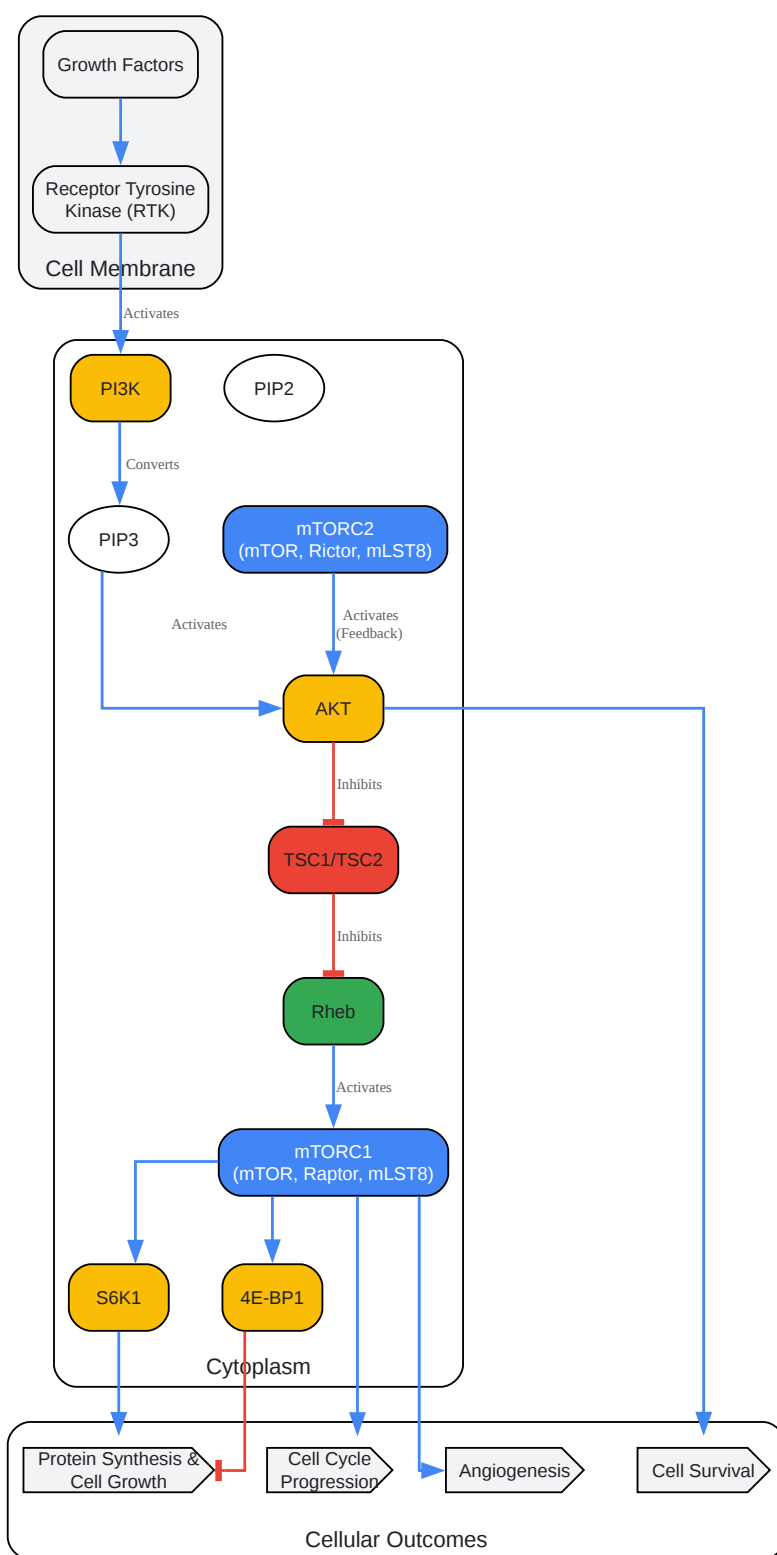 Growth Factors
Receptor Tyrosine
Kinase (RTK)
Cell Membrane
Activates
PI3K
PIP2
Converts
PIP3
mTORC2
(mTOR, Rictor, mLST8)
Activates
Activates
(Feedback)
AKT
Inhibits
TSC1/TSC2
Inhibits
Rheb
Activates
mTORC1
(mTOR, Raptor, mLST8)
S6K1
4E-BP1
Cytoplasm
Protein Synthesis &
Cell Growth
Cell Cycle
Progression
Angiogenesis
Cell Survival
Cellular Outcomes